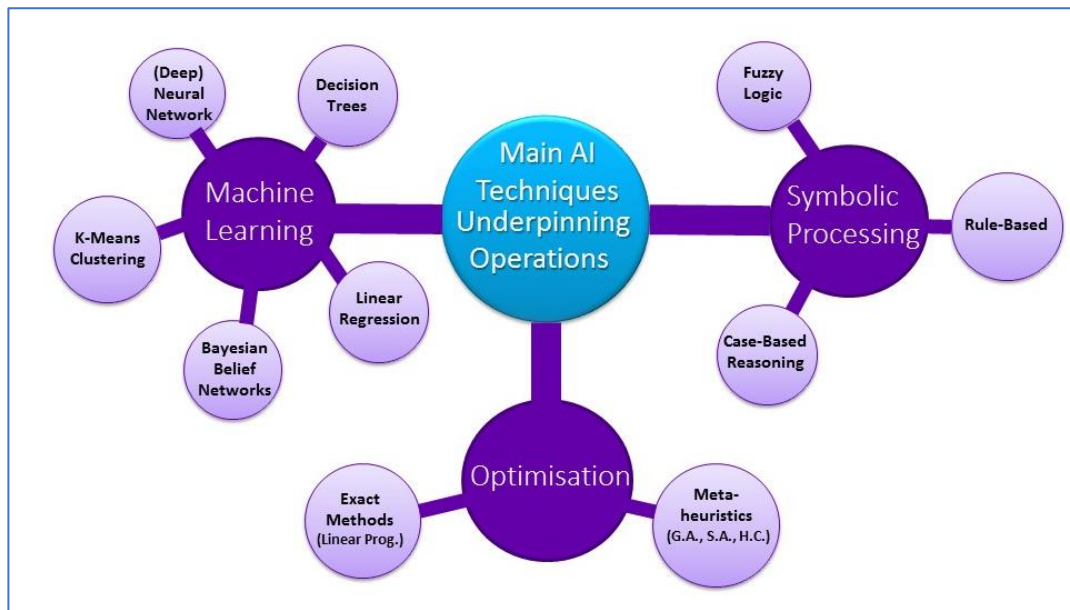 Main AI
Techniques
Underpinning
Operations
Machine
Learning
(Deep)
Neural
Network
Decision
Trees
K-Means
Clustering
Bayesian
Belief
Networks
Linear
Regression
Symbolic
Processing
Fuzzy
Logic
Rule-Based
Case-Based
Reasoning
Optimisation
Exact
Methods
(Linear Prog.)
Meta-
heuristics
(G.A., S.A., H.C.)